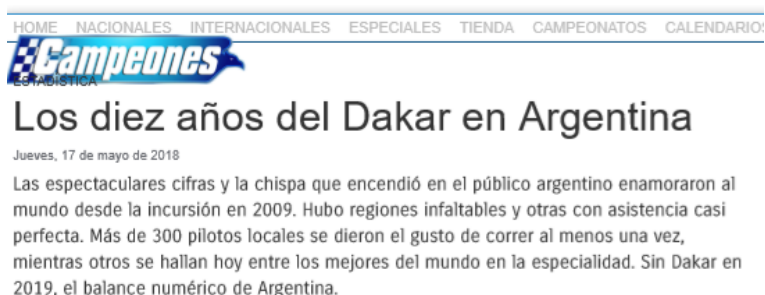 HOME NACIONALES INTERNACIONALES ESPECIALES TIENDA CAMPEONATOS CALENDARIOS
Campeones
ESTADÍSTICA
Los diez años del Dakar en Argentina
Jueves, 17 de mayo de 2018
Las espectaculares cifras y la chispa que encendió en el público argentino enamoraron al
mundo desde la incursión en 2009. Hubo regiones infaltables y otras con asistencia casi
perfecta. Más de 300 pilotos locales se dieron el gusto de correr al menos una vez,
mientras otros se hallan hoy entre los mejores del mundo en la especialidad. Sin Dakar en
2019, el balance numérico de Argentina.